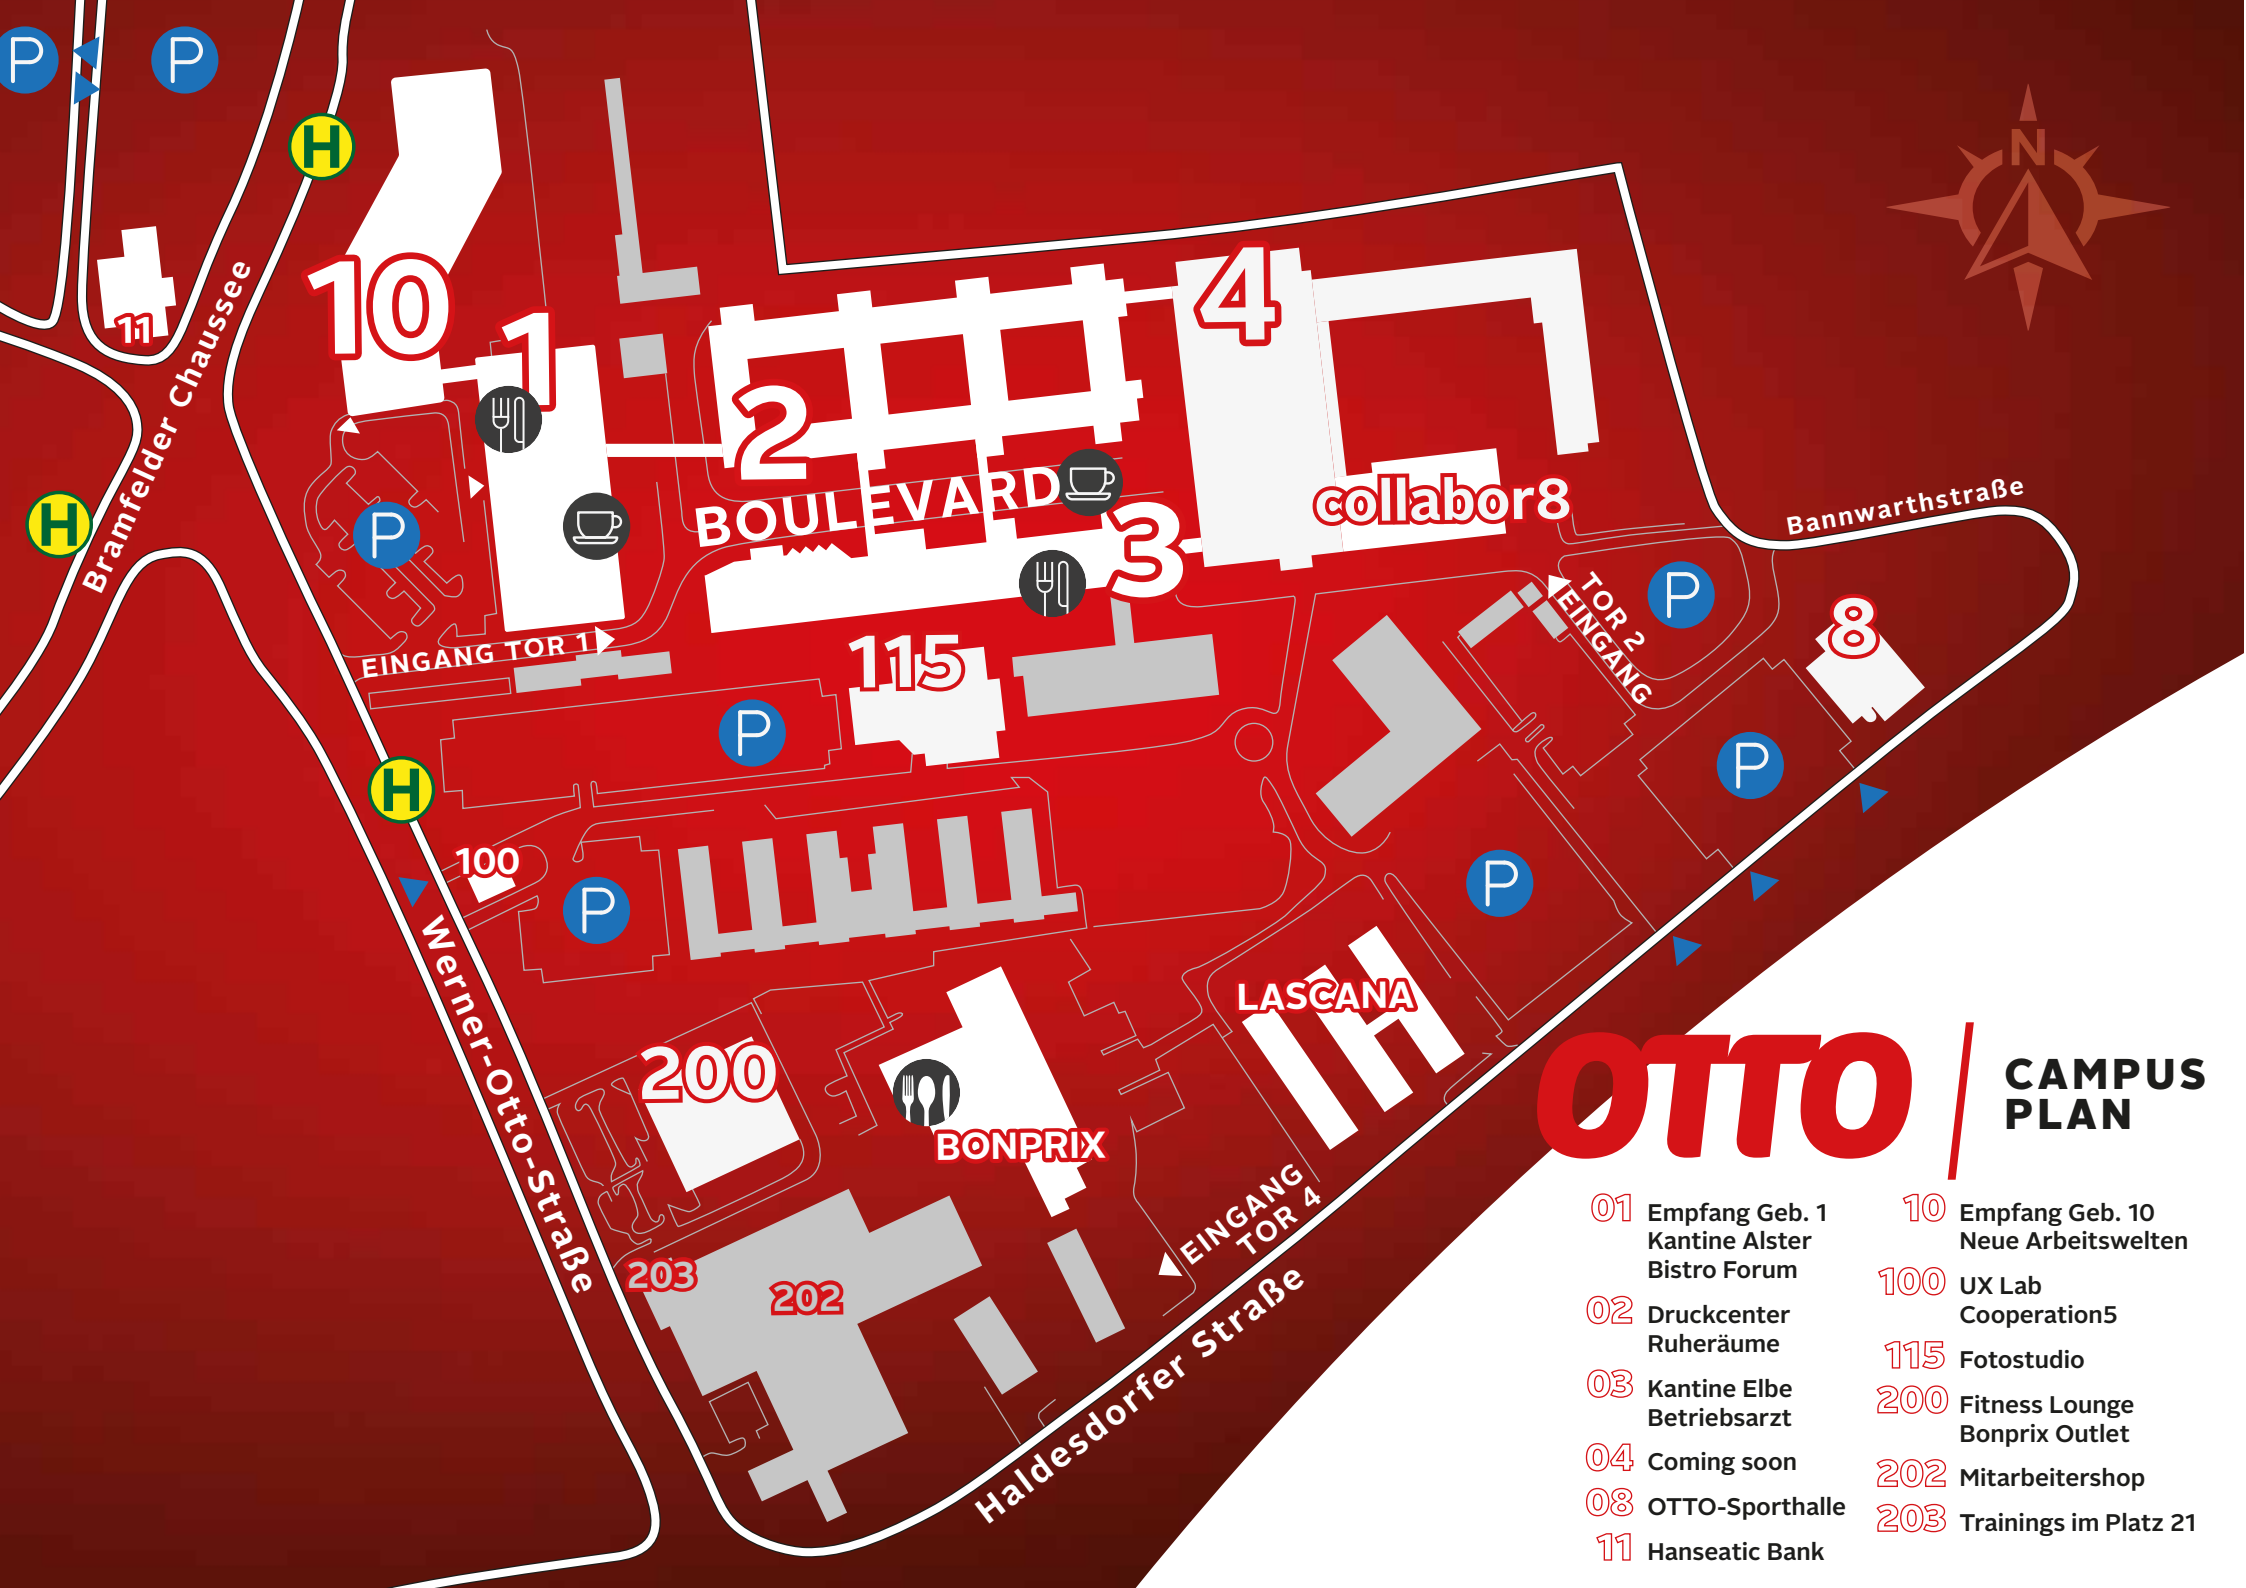 P
P
N
H
10
1
4
11
Bramfelder Chaussee
2
BOULEVARD
collabor8
3
Bannwarthstraße
H
P
P
TOR 2
EINGANG
8
EINGANG TOR 1
115
P
P
H
100
P
P
Werner-Otto-Straße
LASCANA
200
BONPRIX
EINGANG
TOR 4
203
202
Haldesdorfer Straße
OTTO
CAMPUS
PLAN
01 Empfang Geb. 1
Kantine Alster
Bistro Forum
02 Druckcenter
Ruheräume
03 Kantine Elbe
Betriebsarzt
04 Coming soon
08 OTTO-Sporthalle
11 Hanseatic Bank
10 Empfang Geb. 10
Neue Arbeitswelten
100 UX Lab
Cooperation5
115 Fotostudio
200 Fitness Lounge
Bonprix Outlet
202 Mitarbeitershop
203 Trainings im Platz 21